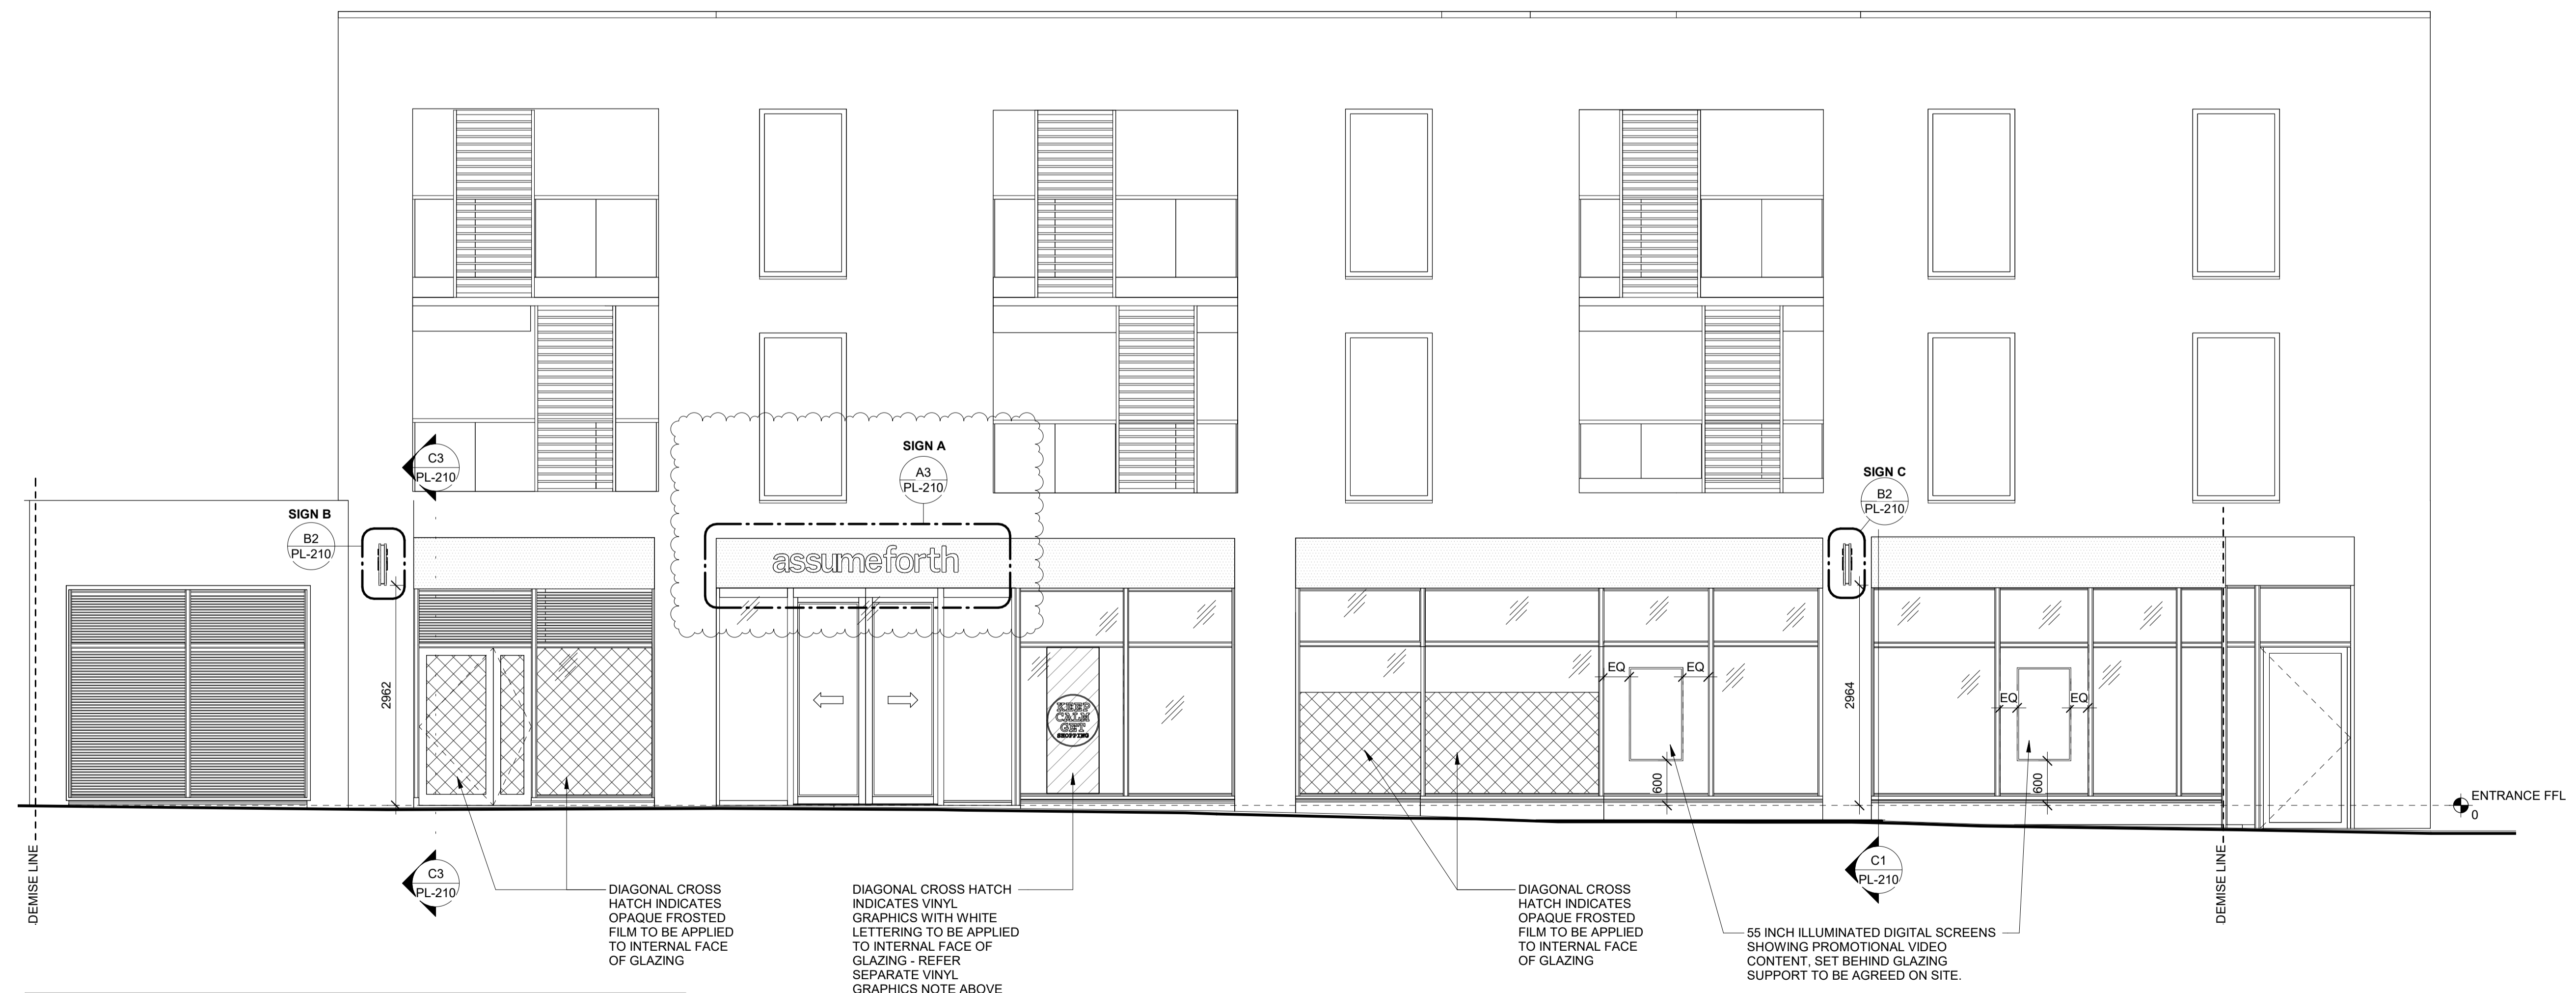 SIGN A
A3
PL-210
C3
PL-210
SIGN C
B2
PL-210
SIGN B
B2
PL-210
assumeforth
2962
2964
EQ
EQ
EQ
EQ
KEEP
CALM
GET
SHOPPING
600
600
ENTRANCE FFL
0
DEMISE LINE
DEMISE LINE
C3
PL-210
C1
PL-210
DIAGONAL CROSS
HATCH INDICATES
OPAQUE FROSTED
FILM TO BE APPLIED
TO INTERNAL FACE
OF GLAZING
DIAGONAL CROSS HATCH
INDICATES VINYL
GRAPHICS WITH WHITE
LETTERING TO BE APPLIED
TO INTERNAL FACE OF
GLAZING - REFER
SEPARATE VINYL
GRAPHICS NOTE ABOVE
DIAGONAL CROSS
HATCH INDICATES
OPAQUE FROSTED
FILM TO BE APPLIED
TO INTERNAL FACE
OF GLAZING
55 INCH ILLUMINATED DIGITAL SCREENS
SHOWING PROMOTIONAL VIDEO
CONTENT, SET BEHIND GLAZING
SUPPORT TO BE AGREED ON SITE.